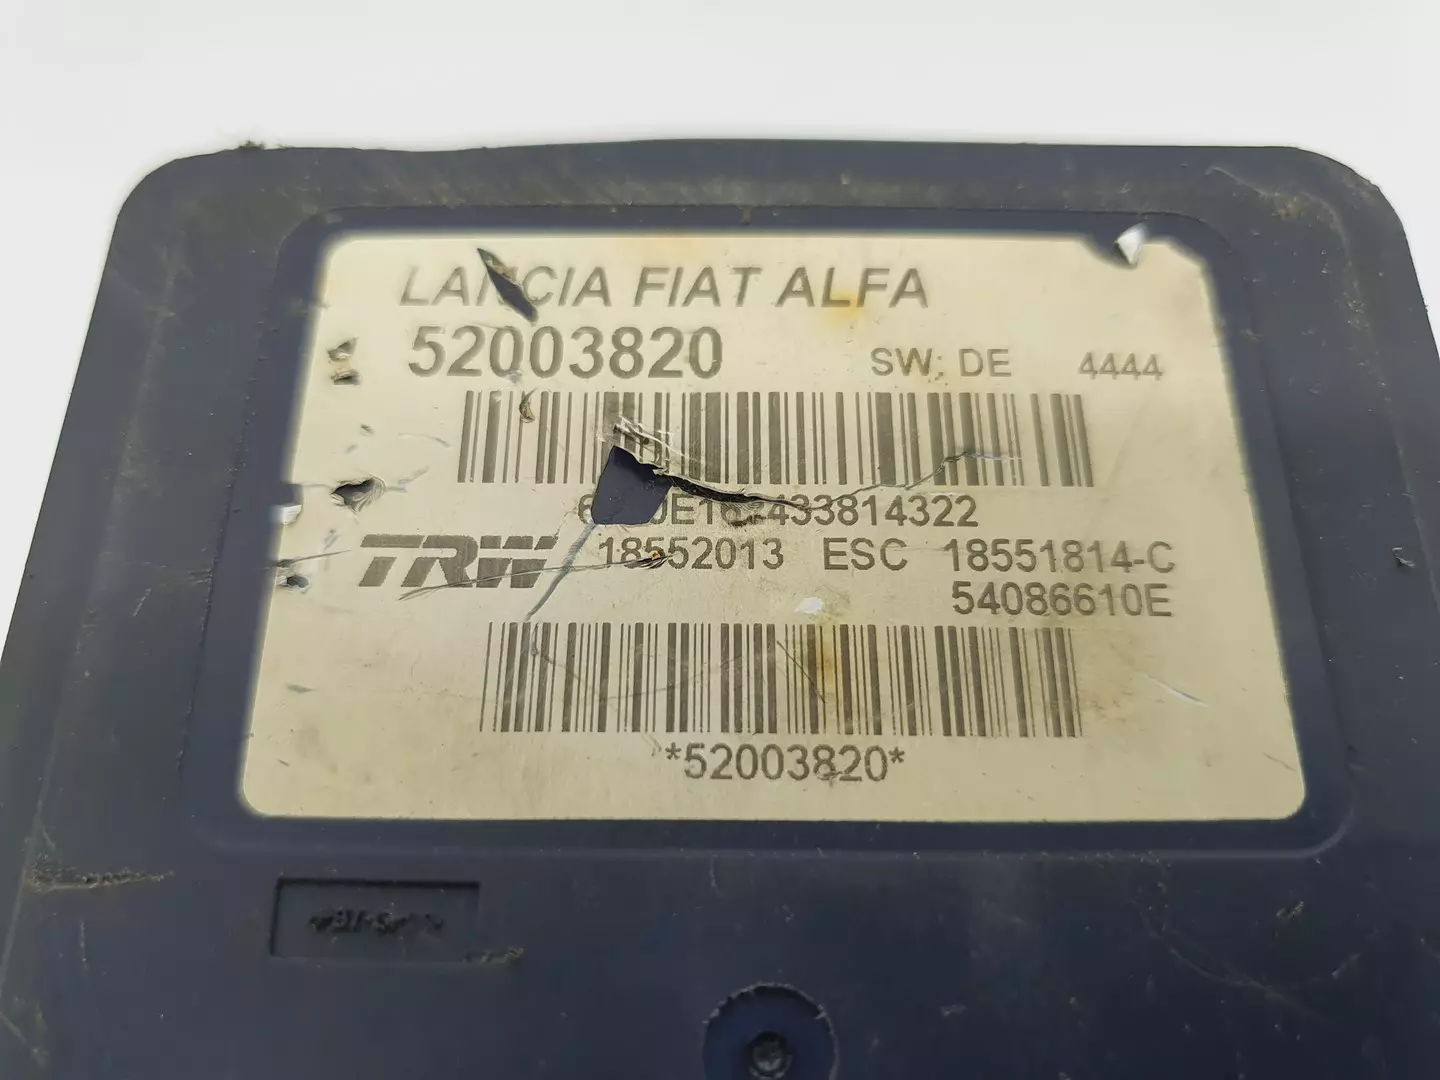 LANCIA FIAT ALFA
52003820 SW: DE 4444
TRW 18552013 ESC 18551814-C
54086610E
*52003820*